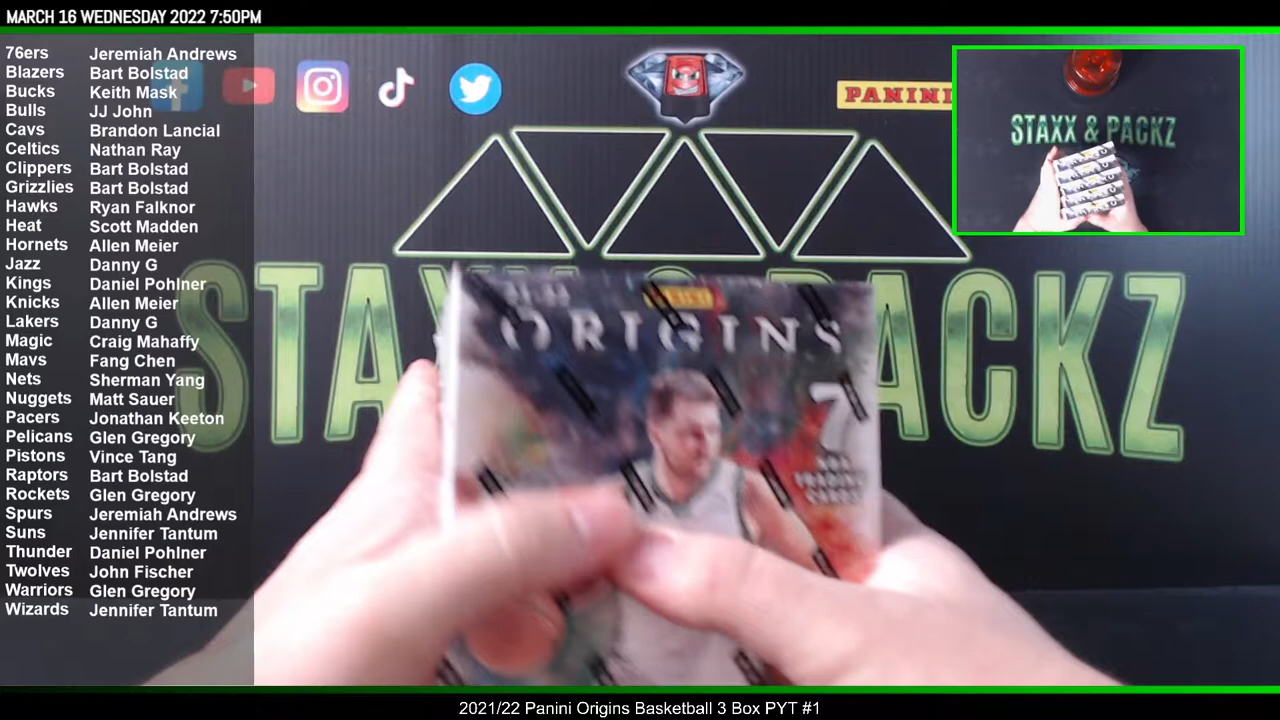 MARCH 16 WEDNESDAY 2022 7:50PM
76ers Jeremiah Andrews
Blazers Bart Bolstad
Bucks Keith Mask
Bulls JJ John
Cavs Brandon Lancial
Celtics Nathan Ray
Clippers Bart Bolstad
Grizzlies Bart Bolstad
Hawks Ryan Falknor
Heat Scott Madden
Hornets Allen Meier
Jazz Danny G
Kings Daniel Pohlner
Knicks Allen Meier
Lakers Danny G
Magic Craig Mahaffy
Mavs Fang Chen
Nets Sherman Yang
Nuggets Matt Sauer
Pacers Jonathan Keeton
Pelicans Glen Gregory
Pistons Vince Tang
Raptors Bart Bolstad
Rockets Glen Gregory
Spurs Jeremiah Andrews
Suns Jennifer Tantum
Thunder Daniel Pohlner
Twolves John Fischer
Warriors Glen Gregory
Wizards Jennifer Tantum
PANINI
STAXX & PACKZ
STAXX & PACKZ
PANINI
ORIGINS
7
NBA
TRADING
CARDS
2021/22 Panini Origins Basketball 3 Box PYT #1